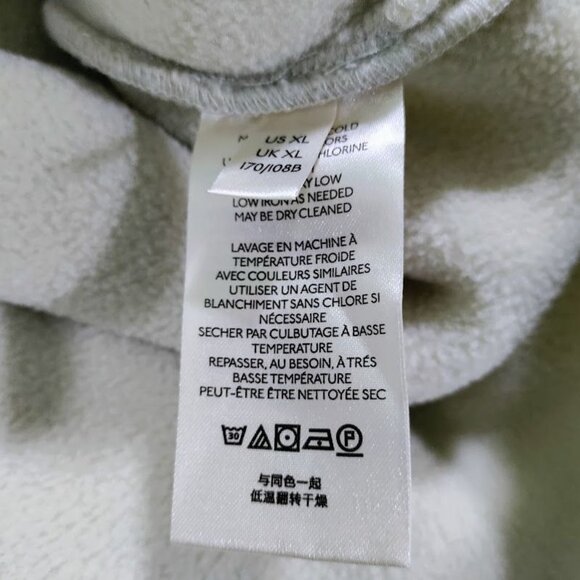 US XL
UK XL
170/108B
COLD
CHLORINE
LOW
LOW IRON AS NEEDED
MAY BE DRY CLEANED
LAVAGE EN MACHINE À
TEMPÉRATURE FROIDE
AVEC COULEURS SIMILAIRES
UTILISER UN AGENT DE
BLANCHIMENT SANS CHLORE SI
NÉCESSAIRE
SECHER PAR CULBUTAGE À BASSE
TEMPERATURE
REPASSER, AU BESOIN, À TRÉS
BASSE TEMPÉRATURE
PEUT-ÊTRE ÊTRE NETTOYÉE SEC
30 P
与同色一起
低温翻转干燥